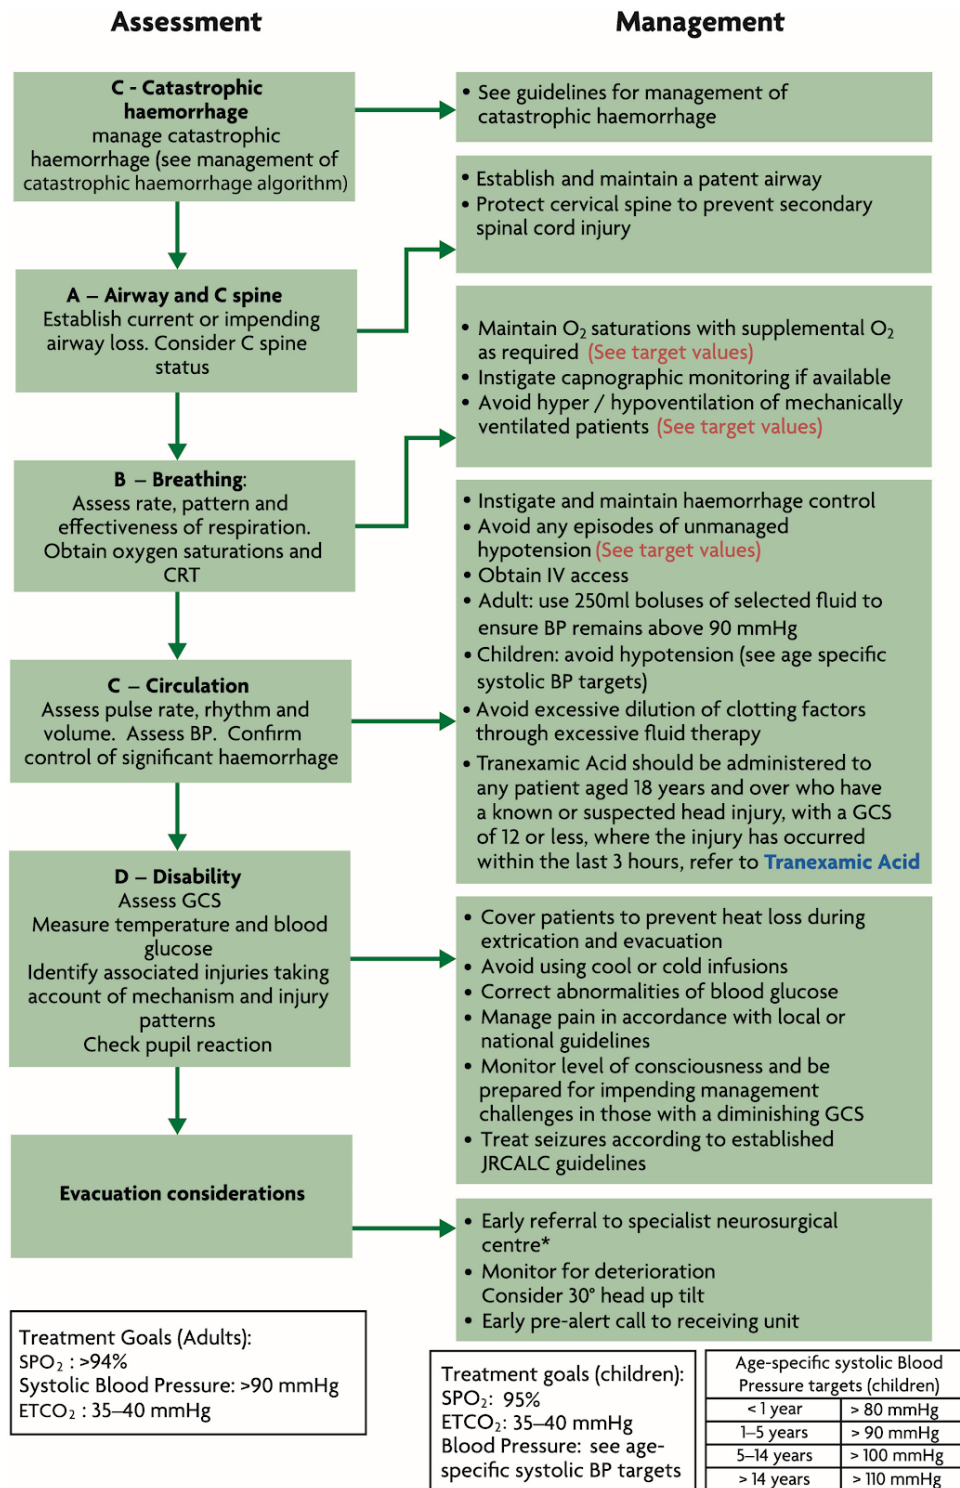 Assessment
Management
C - Catastrophic
haemorrhage
manage catastrophic
haemorrhage (see management of
catastrophic haemorrhage algorithm)
• See guidelines for management of
catastrophic haemorrhage
A – Airway and C spine
Establish current or impending
airway loss. Consider C spine
status
• Establish and maintain a patent airway
• Protect cervical spine to prevent secondary
spinal cord injury
B – Breathing:
Assess rate, pattern and
effectiveness of respiration.
Obtain oxygen saturations and
CRT
• Maintain O₂ saturations with supplemental O₂
as required (See target values)
• Instigate capnographic monitoring if available
• Avoid hyper / hypoventilation of mechanically
ventilated patients (See target values)
C – Circulation
Assess pulse rate, rhythm and
volume. Assess BP. Confirm
control of significant haemorrhage
• Instigate and maintain haemorrhage control
• Avoid any episodes of unmanaged
hypotension (See target values)
• Obtain IV access
• Adult: use 250ml boluses of selected fluid to
ensure BP remains above 90 mmHg
• Children: avoid hypotension (see age specific
systolic BP targets)
• Avoid excessive dilution of clotting factors
through excessive fluid therapy
• Tranexamic Acid should be administered to
any patient aged 18 years and over who have
a known or suspected head injury, with a GCS
of 12 or less, where the injury has occurred
within the last 3 hours, refer to Tranexamic Acid
D – Disability
Assess GCS
Measure temperature and blood
glucose
Identify associated injuries taking
account of mechanism and injury
patterns
Check pupil reaction
• Cover patients to prevent heat loss during
extrication and evacuation
• Avoid using cool or cold infusions
• Correct abnormalities of blood glucose
• Manage pain in accordance with local or
national guidelines
• Monitor level of consciousness and be
prepared for impending management
challenges in those with a diminishing GCS
• Treat seizures according to established
JRCALC guidelines
Evacuation considerations
• Early referral to specialist neurosurgical
centre*
• Monitor for deterioration
Consider 30° head up tilt
• Early pre-alert call to receiving unit
Treatment Goals (Adults):
SPO₂ : >94%
Systolic Blood Pressure: >90 mmHg
ETCO₂ : 35–40 mmHg
Treatment goals (children):
SPO₂: 95%
ETCO₂: 35–40 mmHg
Blood Pressure: see age-
specific systolic BP targets
Age-specific systolic Blood
Pressure targets (children)
< 1 year > 80 mmHg
1–5 years > 90 mmHg
5–14 years > 100 mmHg
> 14 years > 110 mmHg